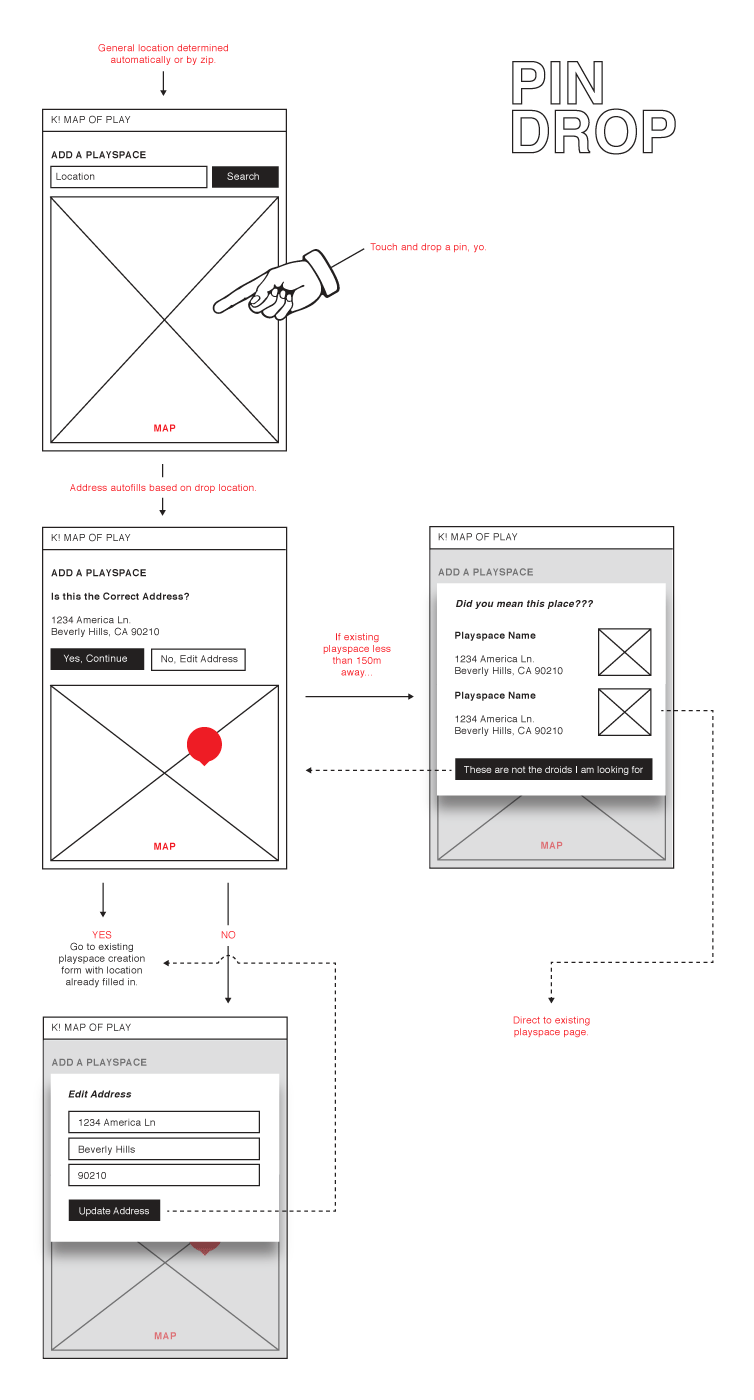 General location determined
automatically or by zip.
PIN
DROP
K! MAP OF PLAY
ADD A PLAYSPACE
Location
Search
Touch and drop a pin, yo.
MAP
Address autofills based on drop location.
K! MAP OF PLAY
ADD A PLAYSPACE
Is this the Correct Address?
1234 America Ln.
Beverly Hills, CA 90210
Yes, Continue
No, Edit Address
MAP
If existing
playspace less
than 150m
away...
K! MAP OF PLAY
ADD A PLAYSPACE
Did you mean this place???
Playspace Name
1234 America Ln.
Beverly Hills, CA 90210
Playspace Name
1234 America Ln.
Beverly Hills, CA 90210
These are not the droids I am looking for
MAP
YES
Go to existing
playspace creation
form with location
already filled in.
NO
Direct to existing
playspace page.
K! MAP OF PLAY
ADD A PLAYSPACE
Edit Address
1234 America Ln
Beverly Hills
90210
Update Address
MAP